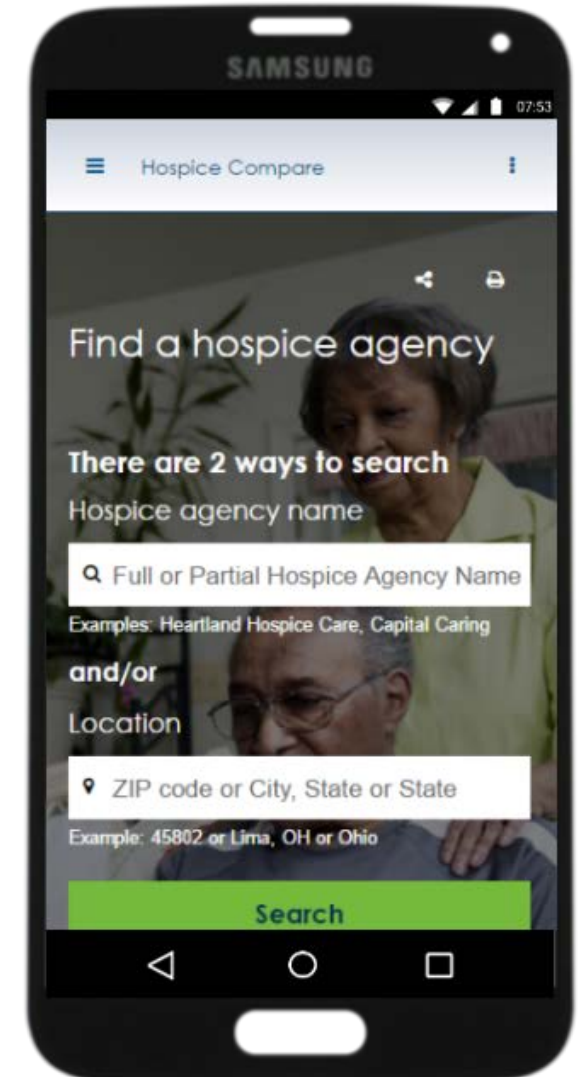 SAMSUNG
07:53
Hospice Compare
Find a hospice agency
There are 2 ways to search
Hospice agency name
Full or Partial Hospice Agency Name
Examples: Heartland Hospice Care, Capital Caring
and/or
Location
ZIP code or City, State or State
Example: 45802 or Lima, OH or Ohio
Search